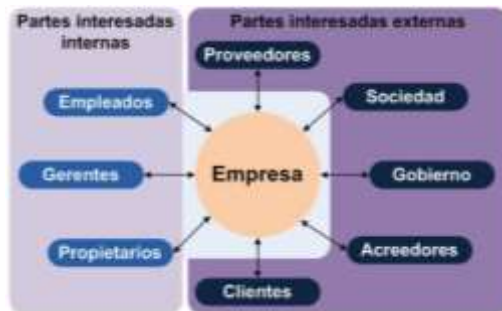 Partes interesadas
internas
Partes interesadas externas
Proveedores
Empleados
Sociedad
Gerentes
Empresa
Gobierno
Propietarios
Acreedores
Clientes